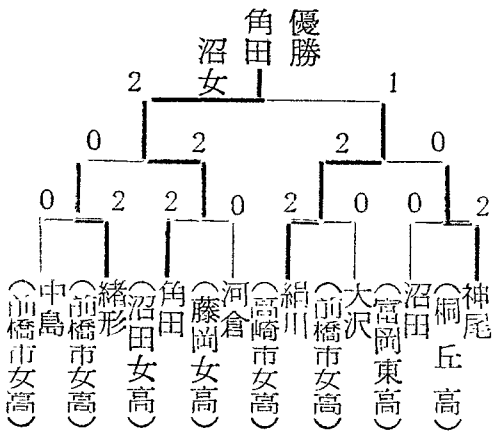 優勝
角田
沼女
2 1
0 2 2 0
0 2 2 0 2 0 0 2
中島
(前橋市女高)
緒形
(前橋市女高)
角田
(沼田女高)
河倉
(藤岡女高)
絹川
(高崎市女高)
大沢
(前橋市女高)
沼田
(富岡東高)
神尾
(桐丘高)